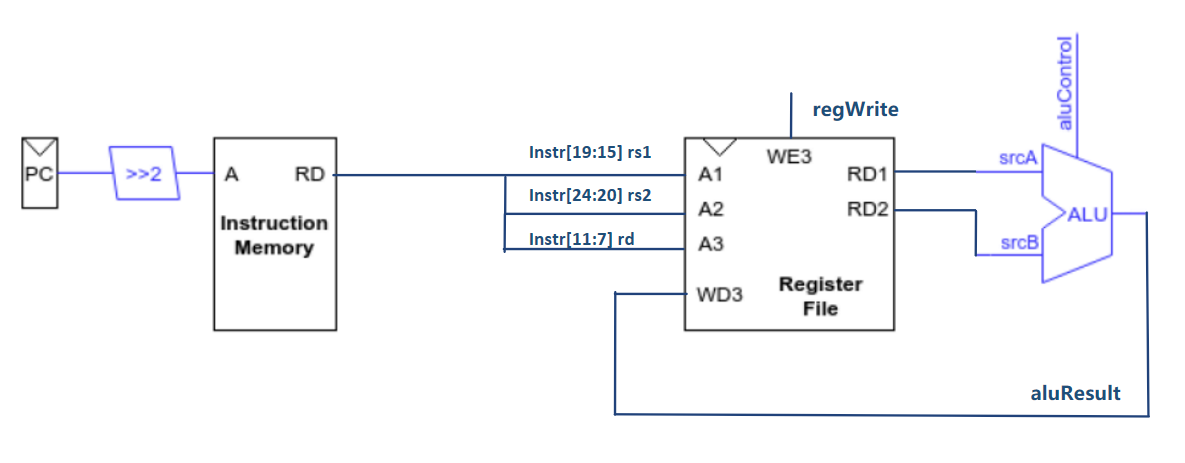 aluControl
regWrite
PC
>>2
A
RD
Instruction
Memory
Instr[19:15] rs1
Instr[24:20] rs2
Instr[11:7] rd
A1
A2
A3
WD3
WE3
RD1
RD2
Register
File
srcA
srcB
ALU
aluResult